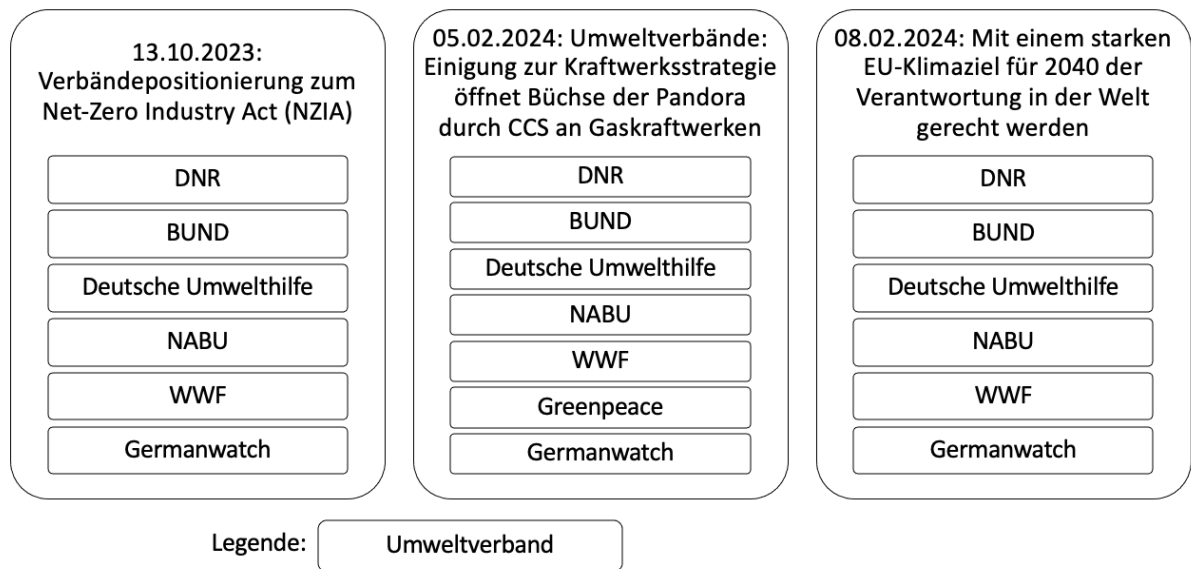 13.10.2023:
Verbändepositionierung zum
Net-Zero Industry Act (NZIA)
DNR
BUND
Deutsche Umwelthilfe
NABU
WWF
Germanwatch
05.02.2024: Umweltverbände:
Einigung zur Kraftwerksstrategie
öffnet Büchse der Pandora
durch CCS an Gaskraftwerken
DNR
BUND
Deutsche Umwelthilfe
NABU
WWF
Greenpeace
Germanwatch
08.02.2024: Mit einem starken
EU-Klimaziel für 2040 der
Verantwortung in der Welt
gerecht werden
DNR
BUND
Deutsche Umwelthilfe
NABU
WWF
Germanwatch
Legende: Umweltverband